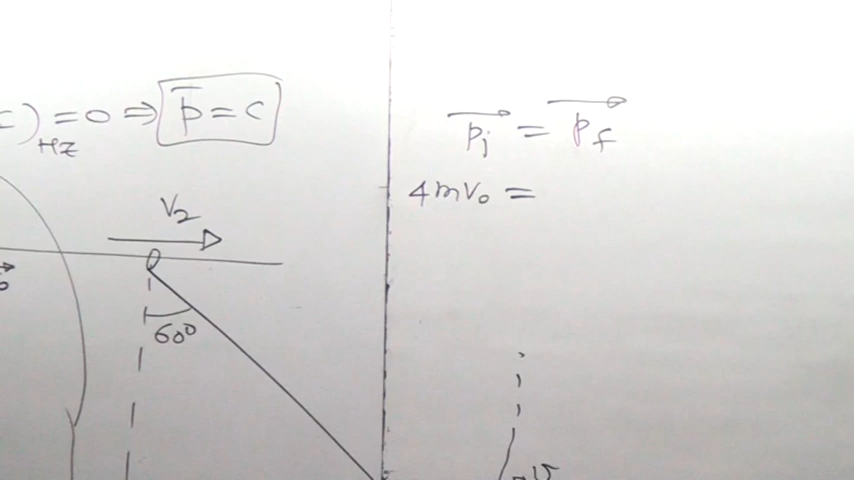 )HZ = 0 ⇒ p̄ = C
V₂
60°
p⃗i = p⃗f
4mV₀ =
v